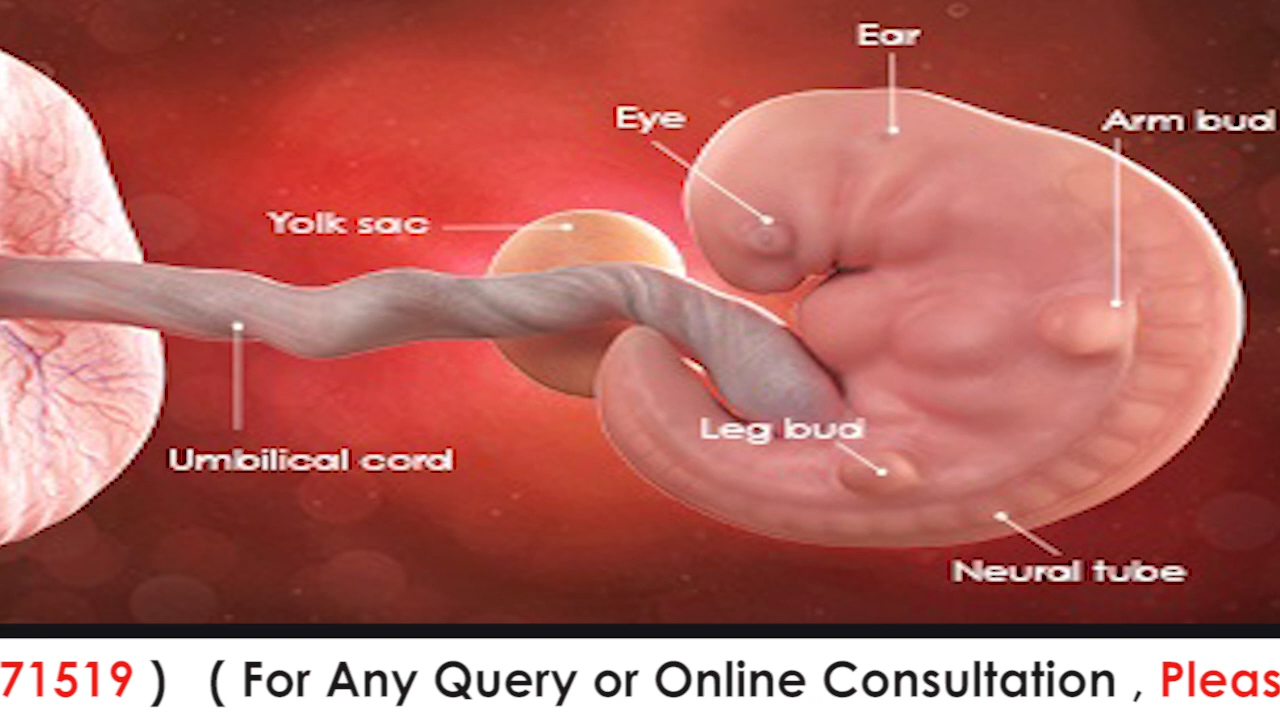 Ear
Eye
Arm bud
Yolk sac
Leg bud
Umbilical cord
Neural tube
71519 ) ( For Any Query or Online Consultation , Pleas